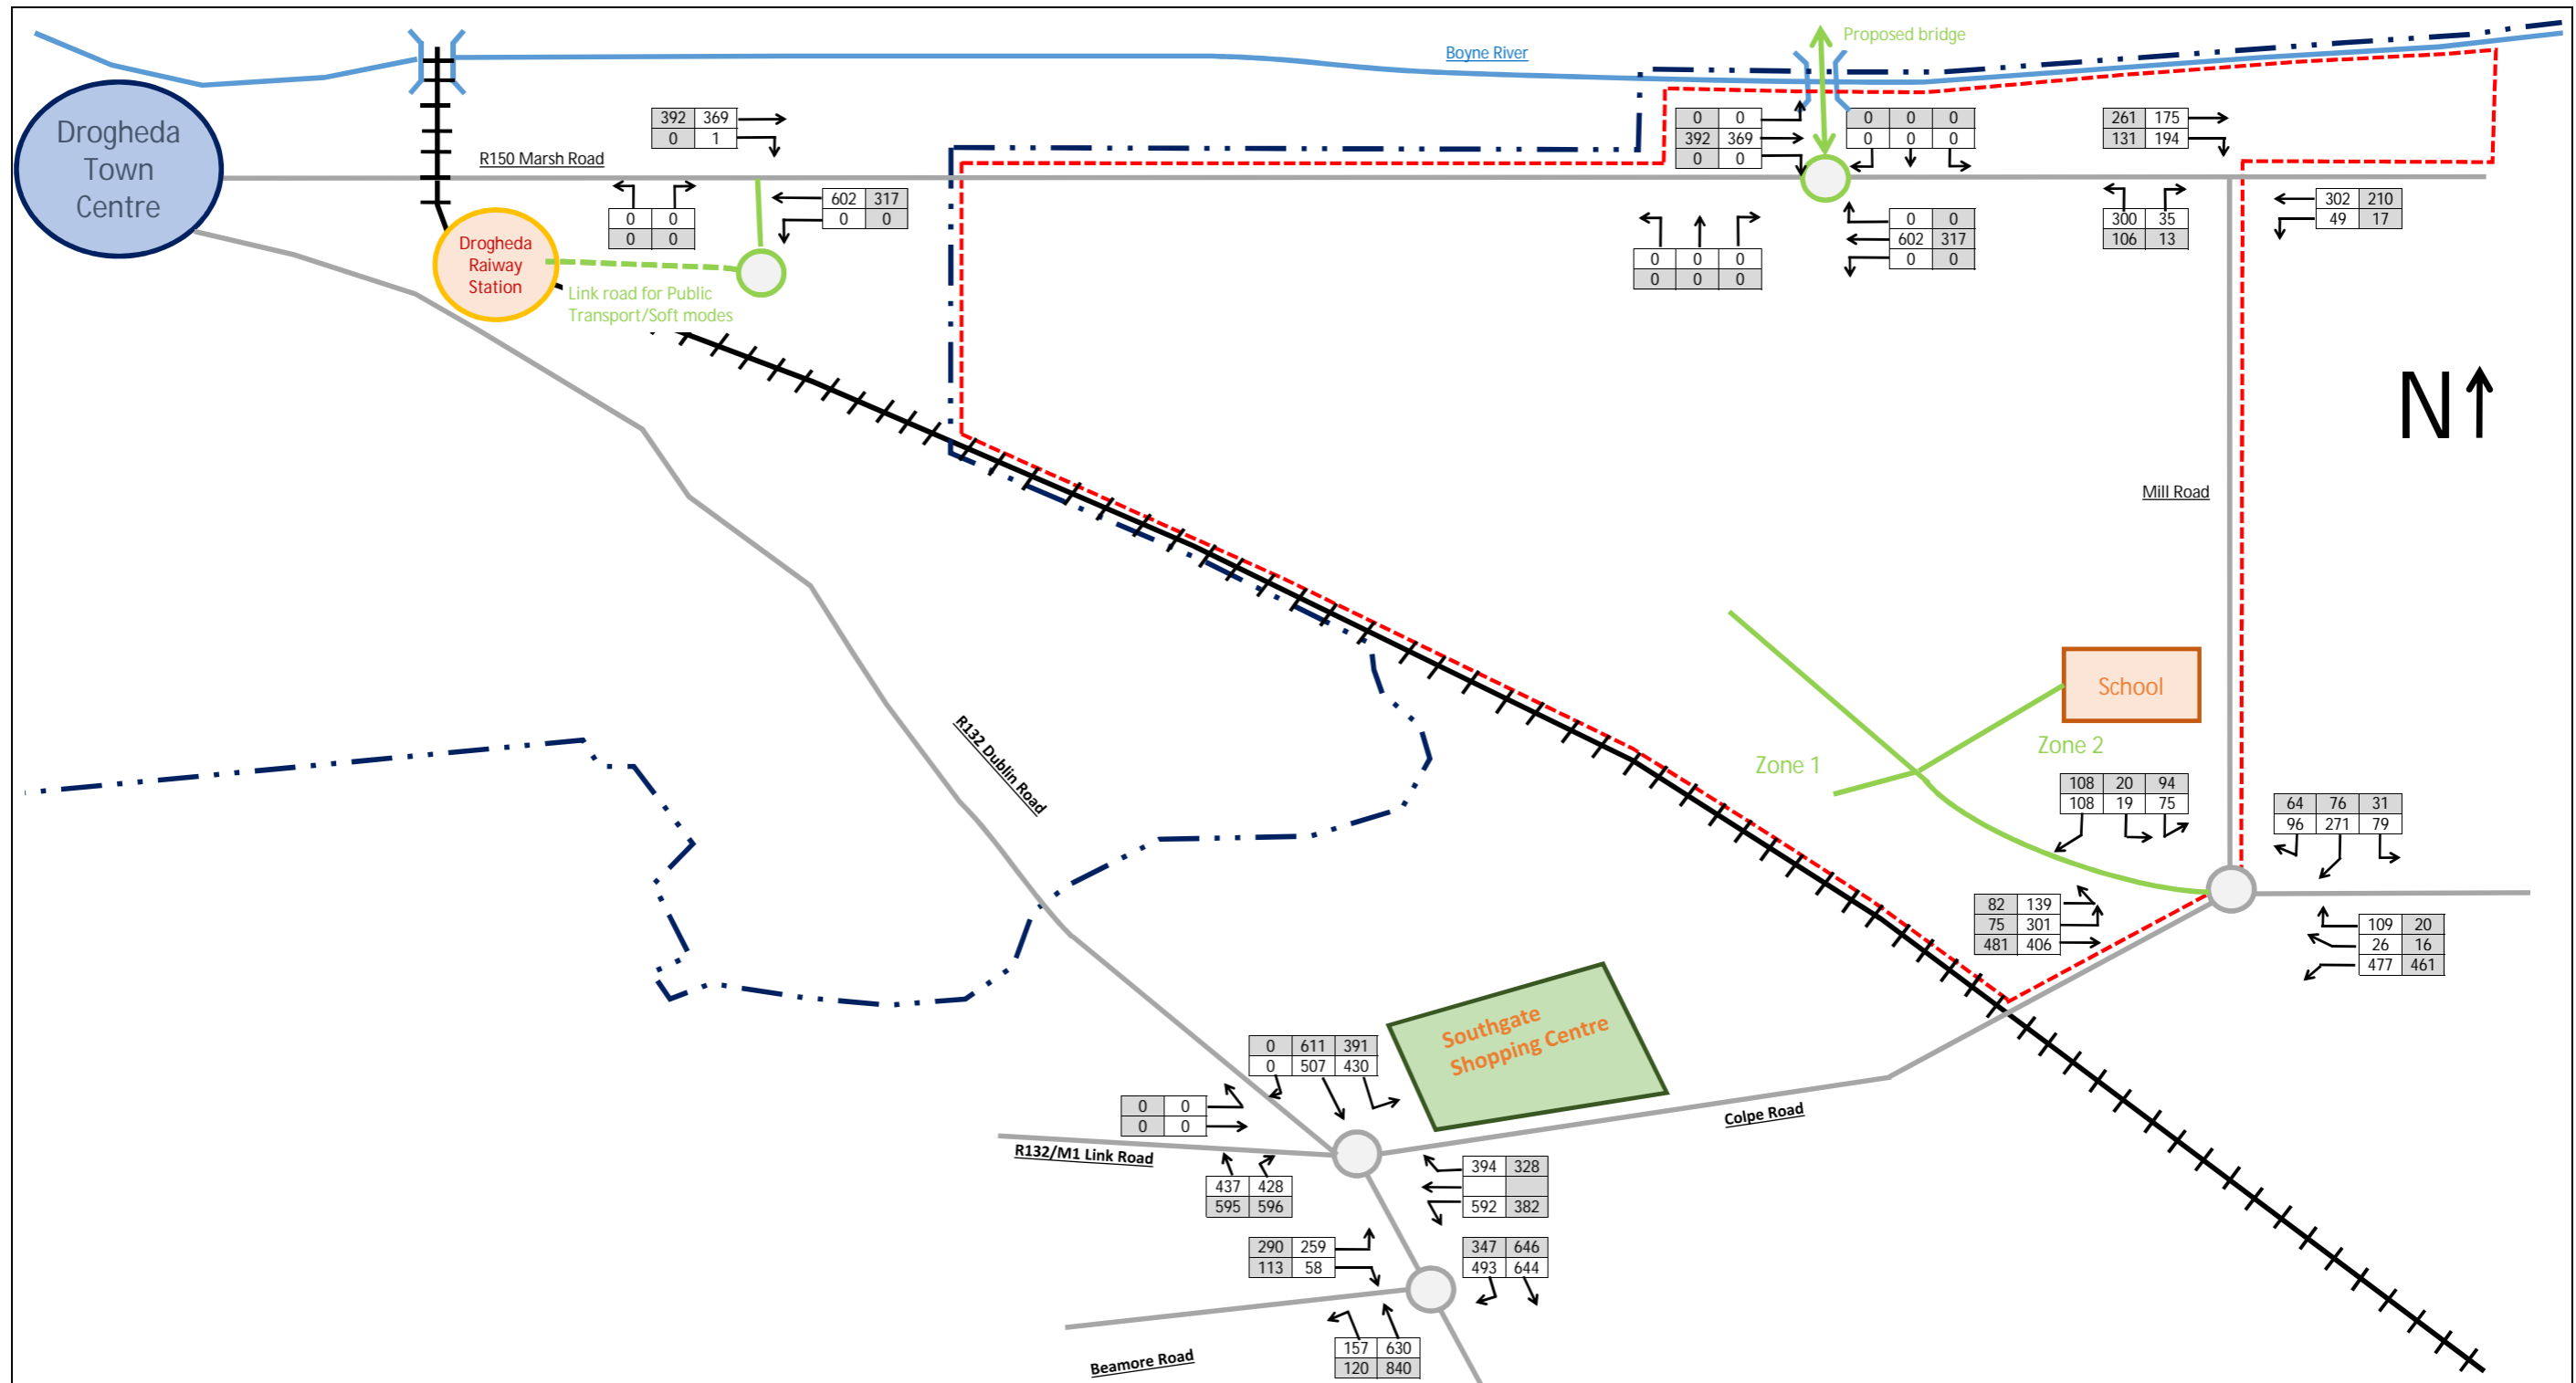 Proposed bridge
Boyne River
Drogheda
Town
Centre
R150 Marsh Road
392 369
0 1
0 0
392 369
0 0
0 0 0
0 0 0
261 175
131 194
602 317
0 0
0 0
0 0
0 0 0
0 0 0
0 0
602 317
0 0
300 35
106 13
302 210
49 17
Drogheda
Raiway
Station
Link road for Public
Transport/Soft modes
N
Mill Road
School
Zone 2
Zone 1
R132 Dublin Road
108 20 94
108 19 75
64 76 31
96 271 79
82 139
75 301
481 406
109 20
26 16
477 461
Southgate
Shopping Centre
0 611 391
0 507 430
0 0
0 0
Colpe Road
R132/M1 Link Road
437 428
595 596
394 328
592 382
290 259
113 58
347 646
493 644
157 630
120 840
Beamore Road